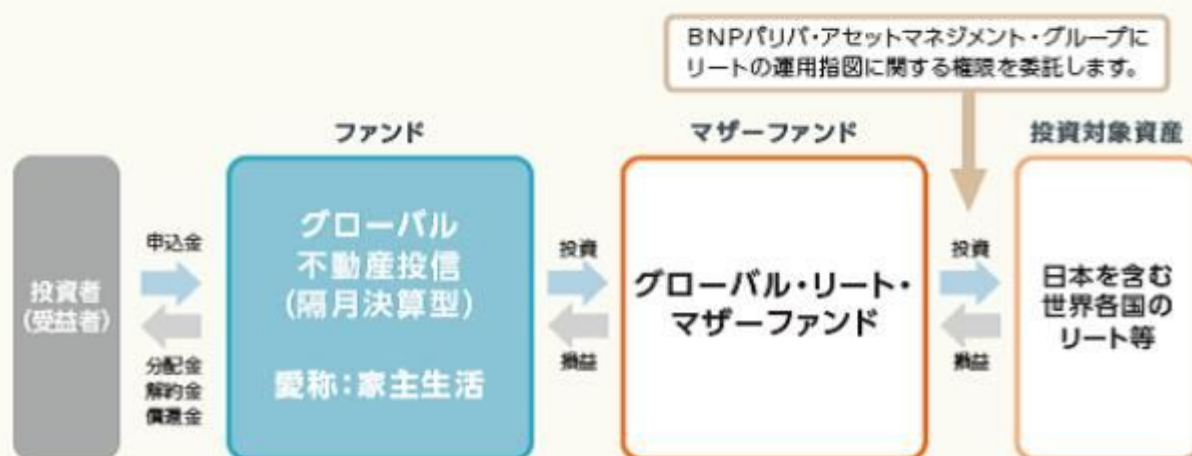 BNPパリバ・アセットマネジメント・グループに
リートの運用指図に関する権限を委託します。
ファンド
マザーファンド
投資対象資産
投資者
(受益者)
申込金
分配金
解約金
償還金
グローバル
不動産投信
(隔月決算型)
愛称:家主生活
投資
損益
グローバル・リート・
マザーファンド
投資
損益
日本を含む
世界各国の
リート等